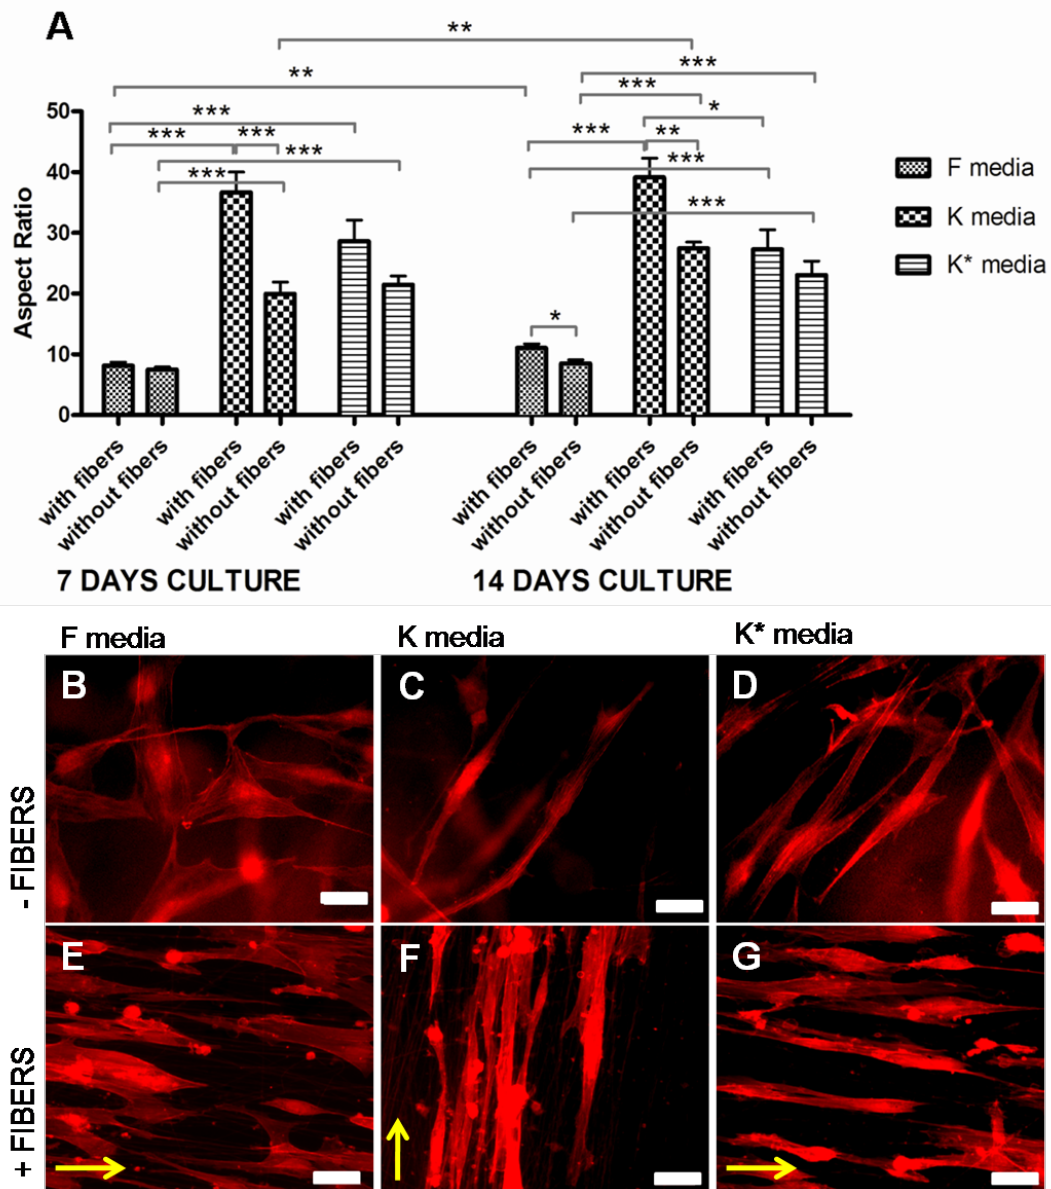 A
**
**
***
***
***
***
***
***
***
*
***
***
**
***
***
*
50
40
30
20
10
0
Aspect Ratio
F media
K media
K* media
with fibers
without fibers
with fibers
without fibers
with fibers
without fibers
with fibers
without fibers
with fibers
without fibers
with fibers
without fibers
7 DAYS CULTURE
14 DAYS CULTURE
F media
K media
K* media
- FIBERS
B
C
D
+ FIBERS
E
F
G